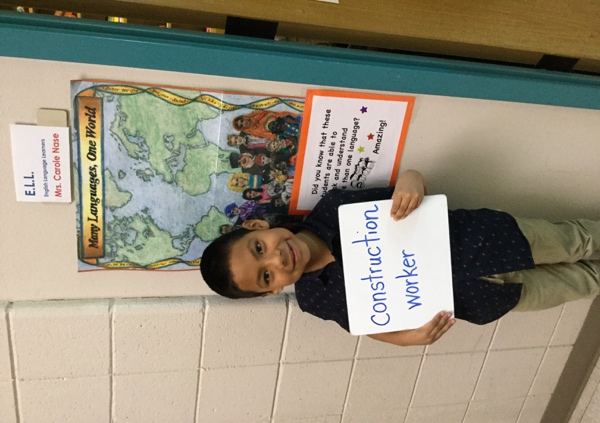 E.L.L.
English Language Learners
Mrs. Carole Nase
Many Languages, One World
Did you know that these
students are able to
and understand
than one language?
Amazing!
Construction
worker